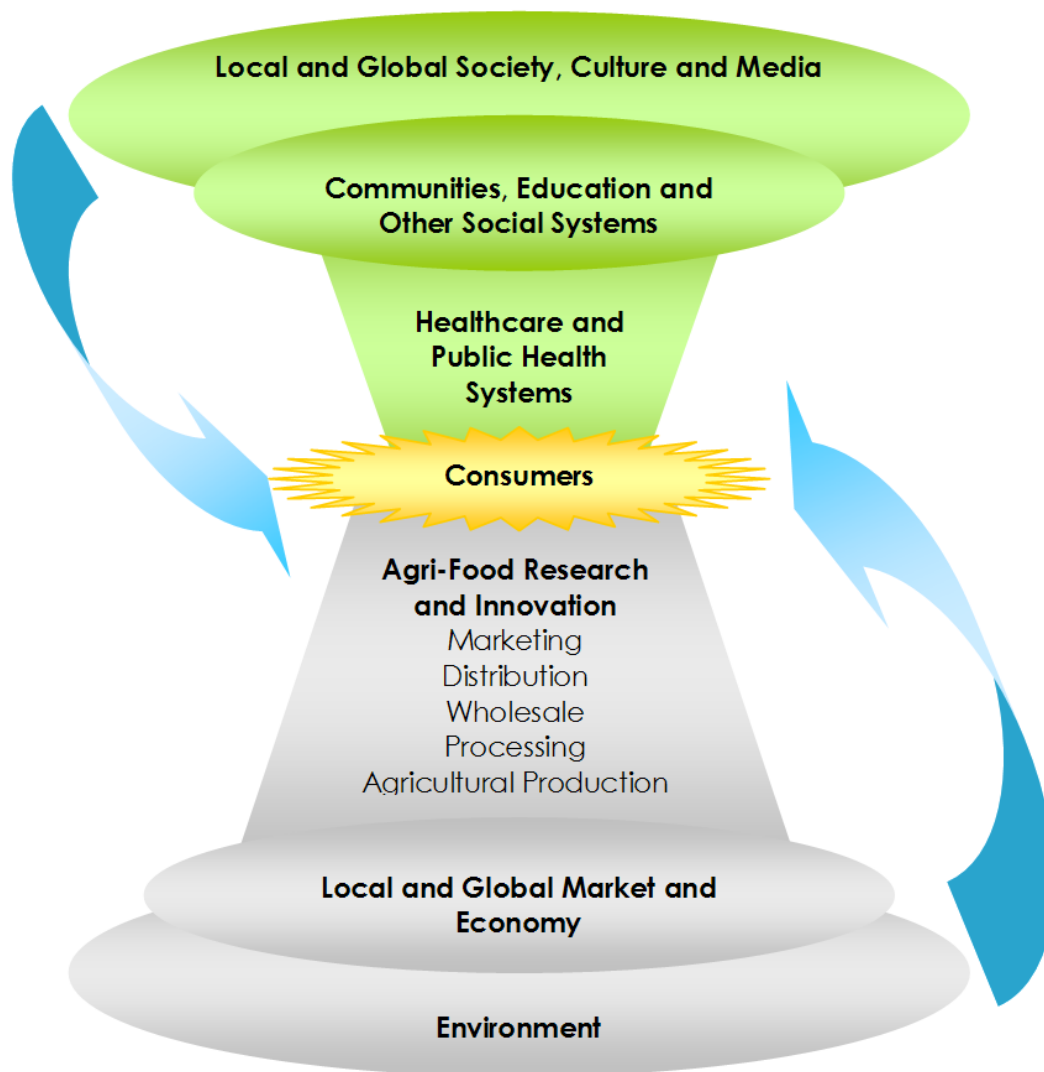 Local and Global Society, Culture and Media
Communities, Education and
Other Social Systems
Healthcare and
Public Health
Systems
Consumers
Agri-Food Research
and Innovation
Marketing
Distribution
Wholesale
Processing
Agricultural Production
Local and Global Market and
Economy
Environment